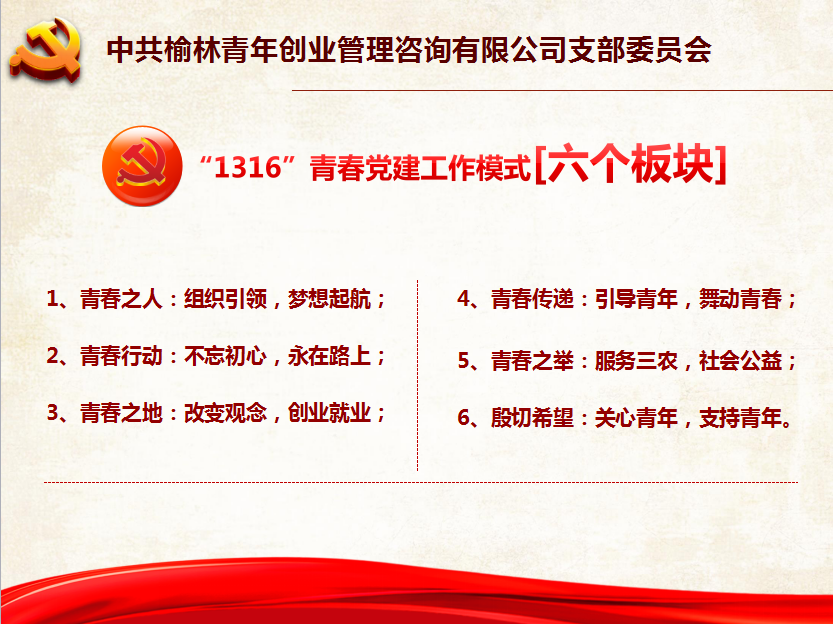 中共榆林青年创业管理咨询有限公司支部委员会
“1316”青春党建工作模式[六个板块]
1、青春之人：组织引领，梦想起航；
2、青春行动：不忘初心，永在路上；
3、青春之地：改变观念，创业就业；
4、青春传递：引导青年，舞动青春；
5、青春之举：服务三农，社会公益；
6、殷切希望：关心青年，支持青年。